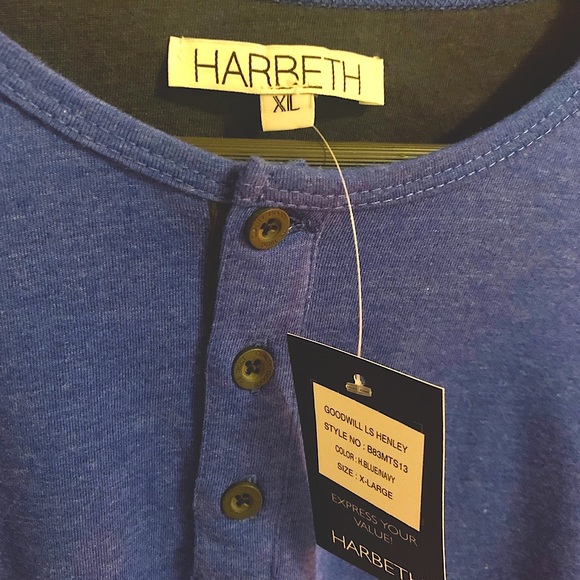 HARBETH
XL
GOODWILL LS HENLEY
STYLE NO : B83MTS13
COLOR : H.BLUE/NAVY
SIZE : X-LARGE
EXPRESS YOUR
VALUE!
HARBETH